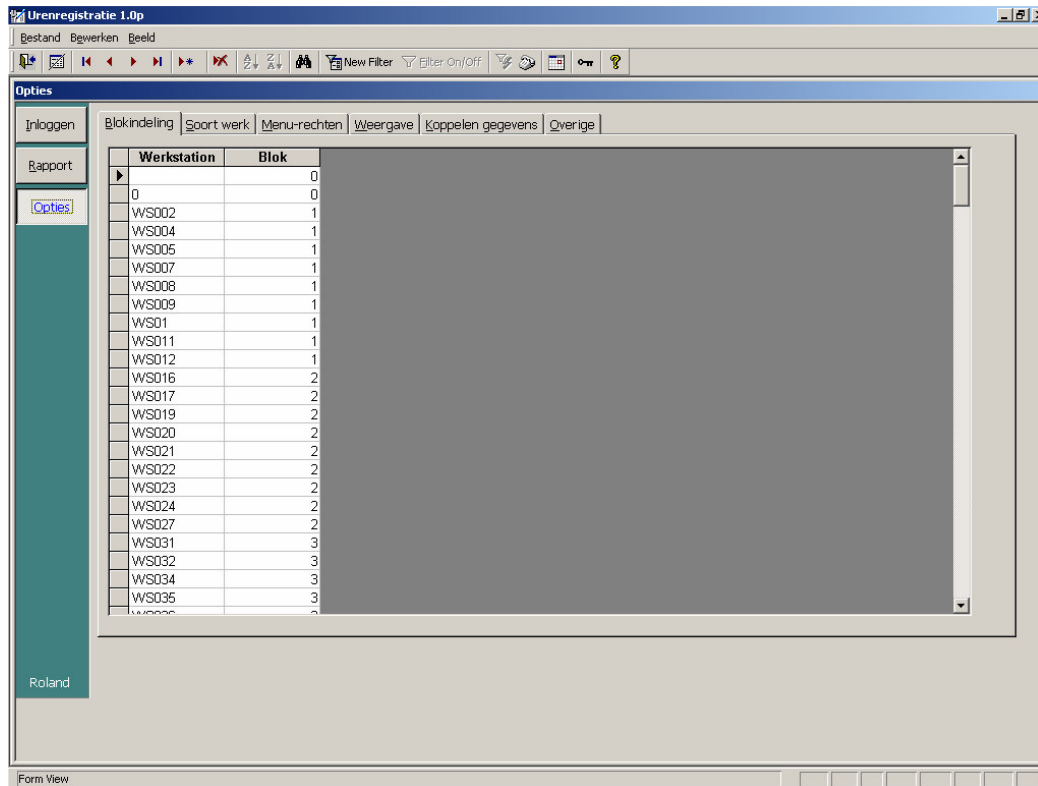 Urenregistratie 1.0p
Bestand Bewerken Beeld
New Filter Filter On/Off
Opties
Inloggen
Rapport
Opties
Roland
Blokindeling Soort werk Menu-rechten Weergave Koppelen gegevens Overige
Werkstation Blok
0
0 0
WS002 1
WS004 1
WS005 1
WS007 1
WS008 1
WS009 1
WS01 1
WS011 1
WS012 1
WS016 2
WS017 2
WS019 2
WS020 2
WS021 2
WS022 2
WS023 2
WS024 2
WS027 2
WS031 3
WS032 3
WS034 3
WS035 3
Form View